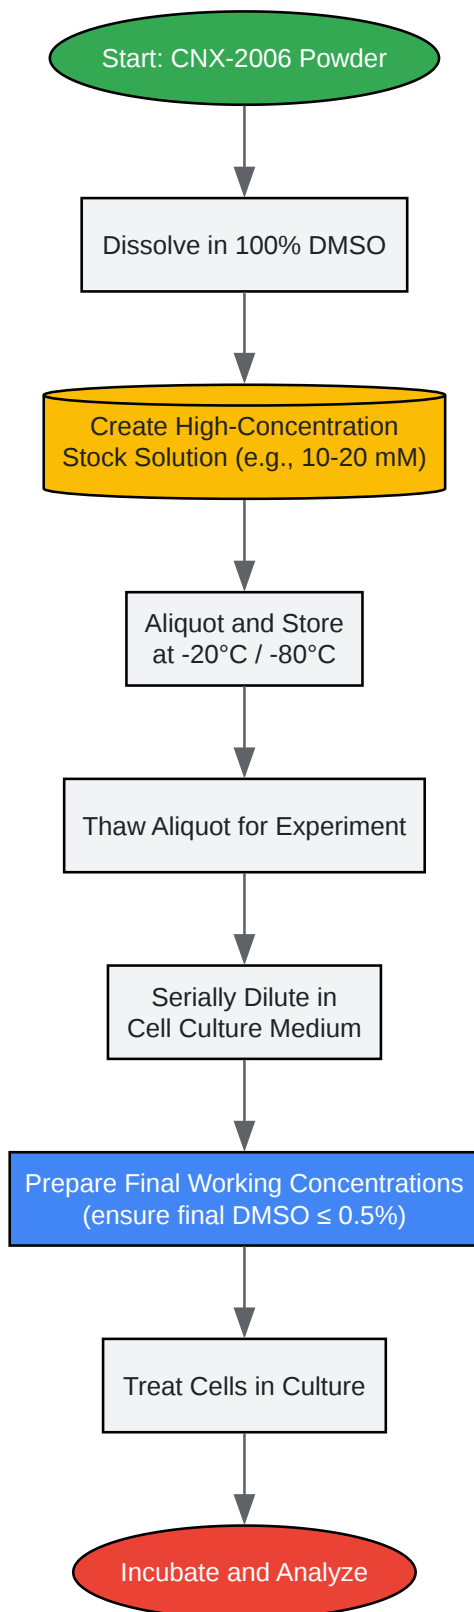 Start: CNX-2006 Powder
Dissolve in 100% DMSO
Create High-Concentration
Stock Solution (e.g., 10-20 mM)
Aliquot and Store
at -20°C / -80°C
Thaw Aliquot for Experiment
Serially Dilute in
Cell Culture Medium
Prepare Final Working Concentrations
(ensure final DMSO ≤ 0.5%)
Treat Cells in Culture
Incubate and Analyze